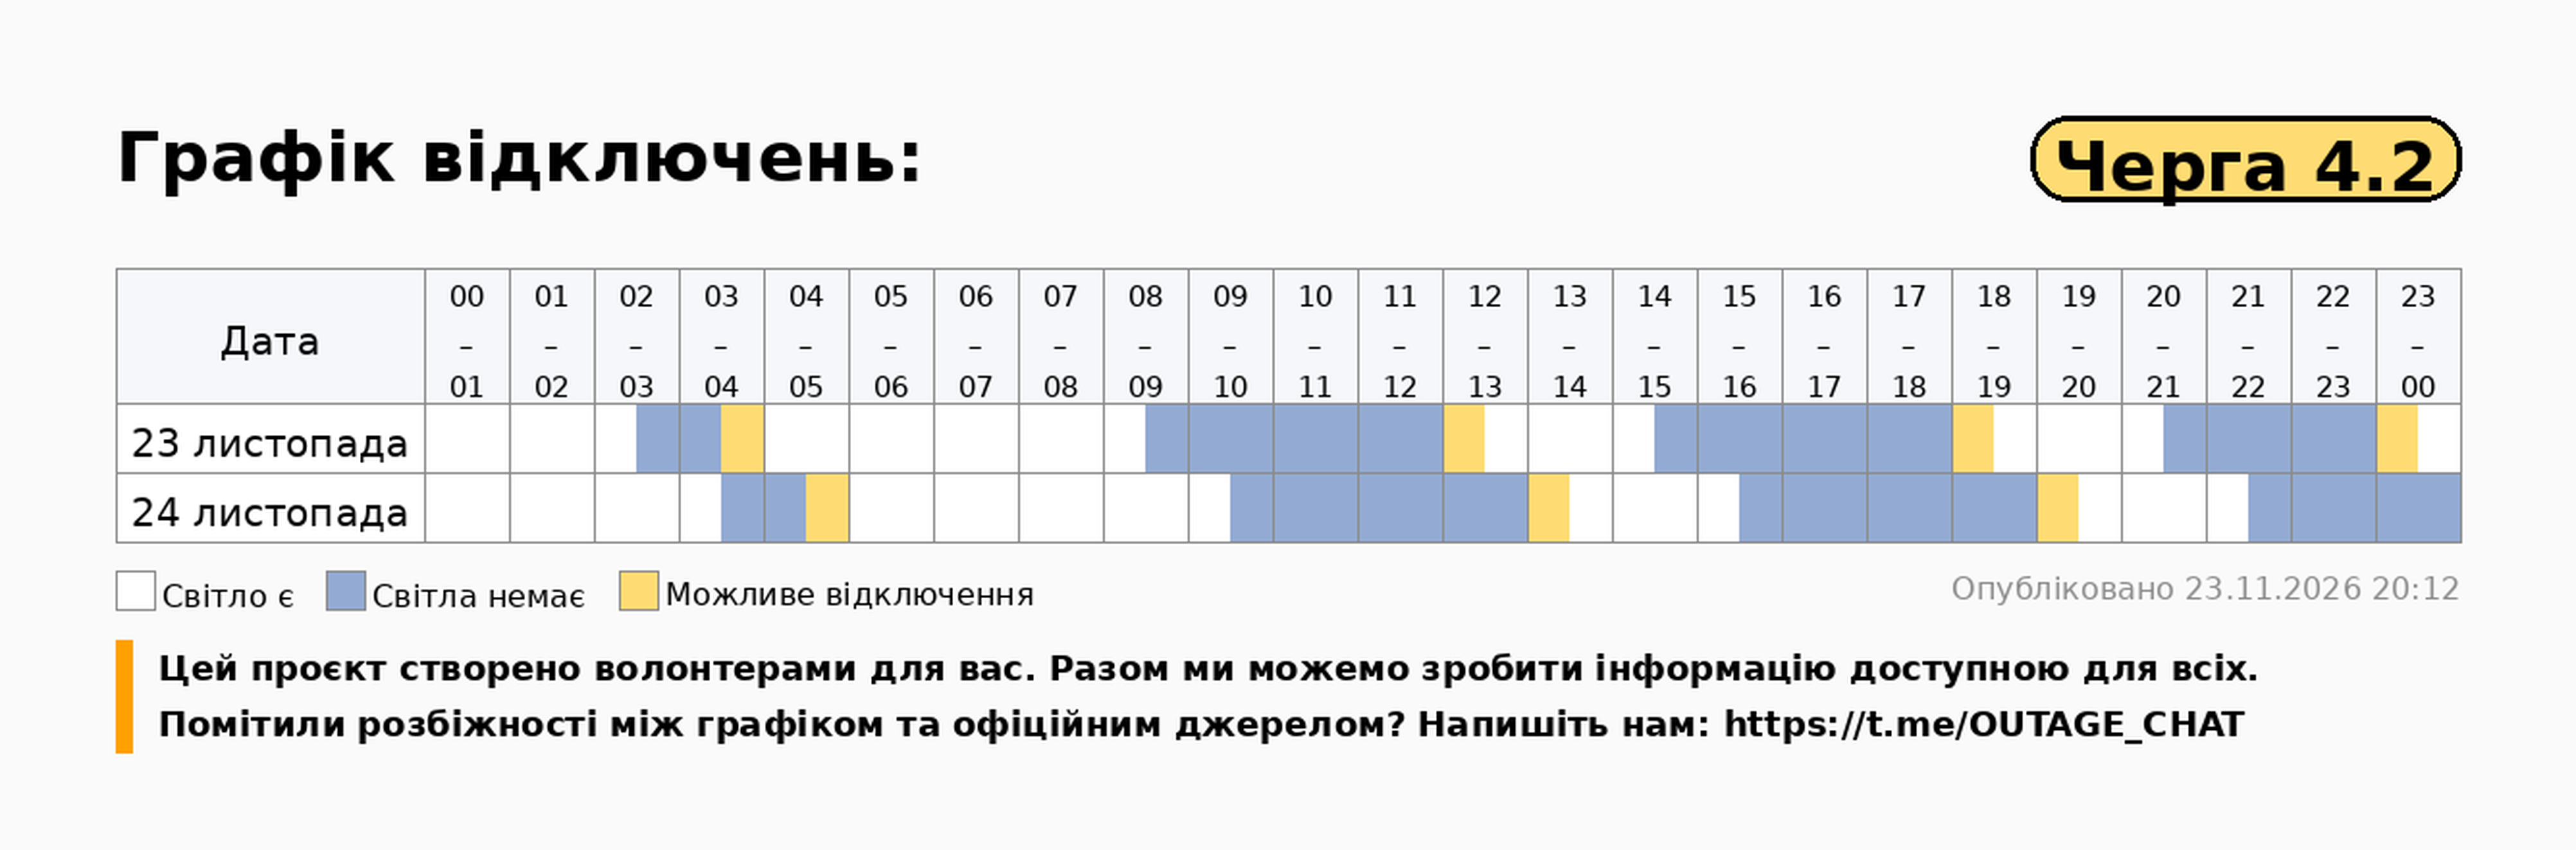 Графік відключень:
Черга 4.2
Дата
00 – 01
01 – 02
02 – 03
03 – 04
04 – 05
05 – 06
06 – 07
07 – 08
08 – 09
09 – 10
10 – 11
11 – 12
12 – 13
13 – 14
14 – 15
15 – 16
16 – 17
17 – 18
18 – 19
19 – 20
20 – 21
21 – 22
22 – 23
23 – 00
23 листопада
24 листопада
Світло є
Світла немає
Можливе відключення
Опубліковано 23.11.2026 20:12
Цей проєкт створено волонтерами для вас. Разом ми можемо зробити інформацію доступною для всіх.
Помітили розбіжності між графіком та офіційним джерелом? Напишіть нам: https://t.me/OUTAGE_CHAT